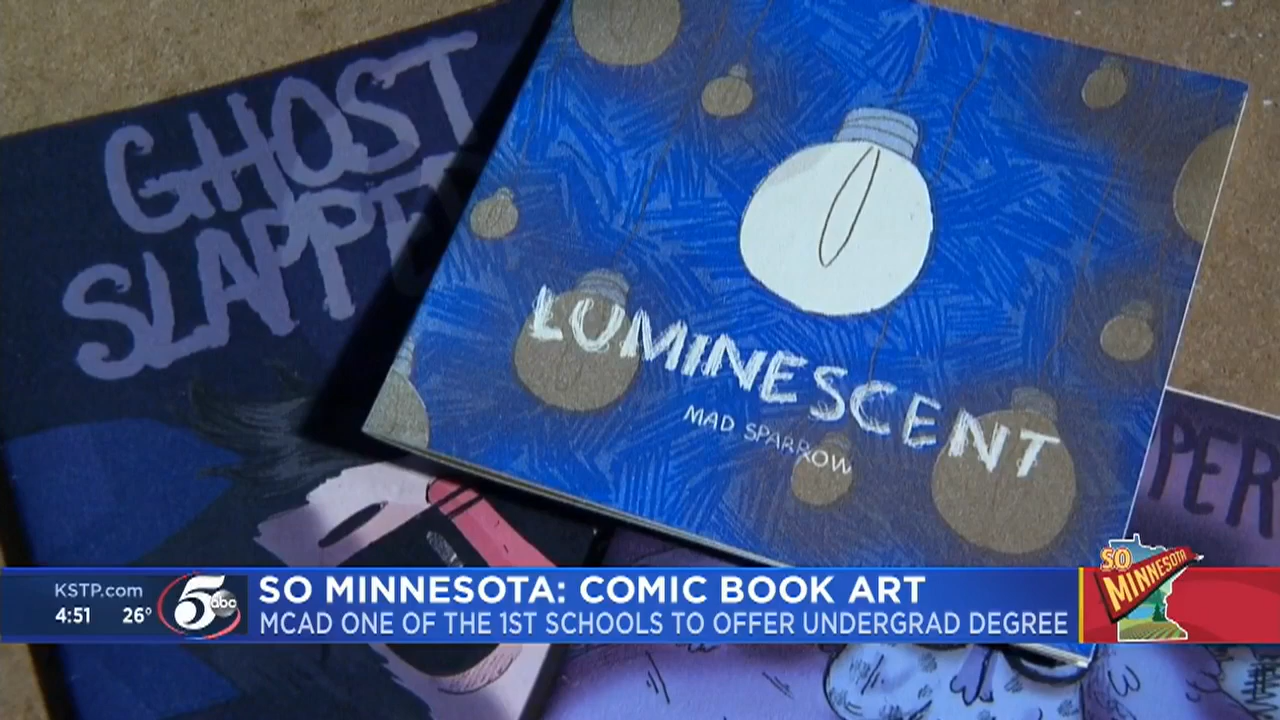 GHOST
SLAPPE
LUMINESCENT
MAD SPARROW
PER
KSTP.com
4:51 26°
5 abc
SO MINNESOTA: COMIC BOOK ART
MCAD ONE OF THE 1ST SCHOOLS TO OFFER UNDERGRAD DEGREE
SO
MINNESOTA